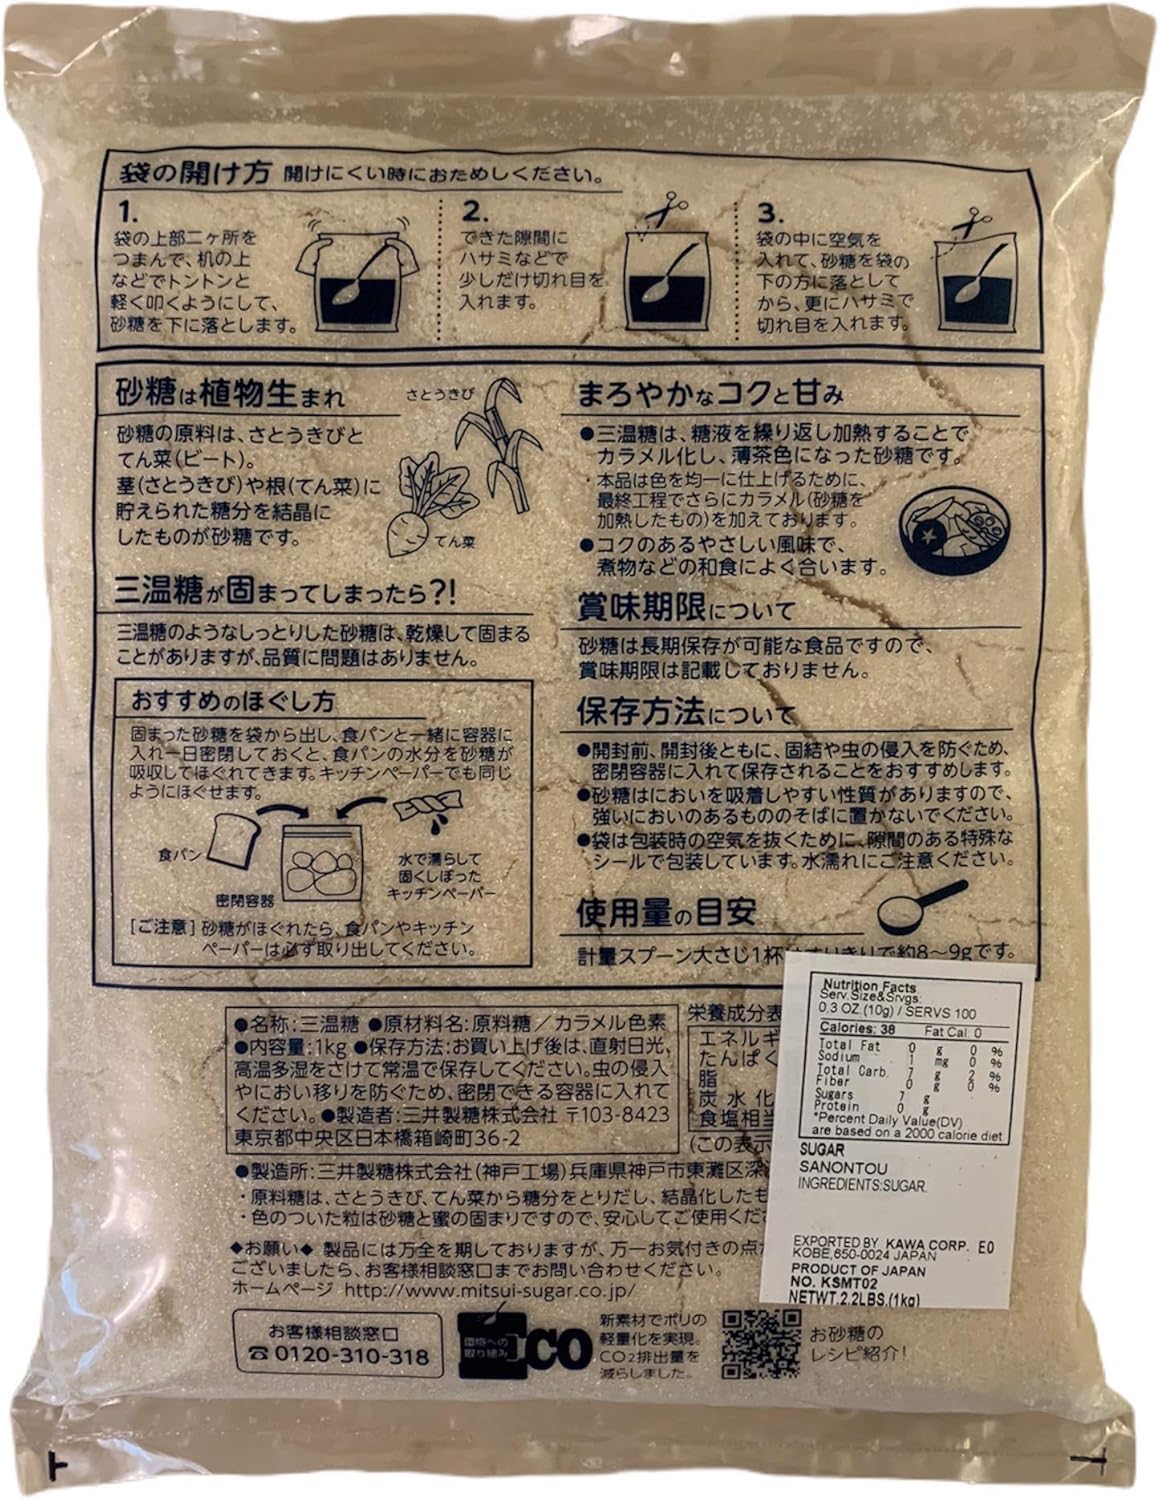 袋の開け方 開けにくい時におためしください。
1.
袋の上部二ヶ所を
つまんで、机の上
などでトントンと
軽く叩くようにして、
砂糖を下に落とします。
2.
できた隙間に
ハサミなどで
少しだけ切れ目を
入れます。
3.
袋の中に空気を
入れて、砂糖を袋の
下の方に落として
から、更にハサミで
切れ目を入れます。
砂糖は植物生まれ
さとうきび
砂糖の原料は、さとうきびと
てん菜(ビート)。
茎(さとうきび)や根(てん菜)に
貯えられた糖分を結晶に
したものが砂糖です。
てん菜
三温糖が固まってしまったら?!
三温糖のようなしっとりした砂糖は、乾燥して固まる
ことがありますが、品質に問題はありません。
おすすめのほぐし方
固まった砂糖を袋から出し、食パンと一緒に容器に
入れ一日密閉しておくと、食パンの水分を砂糖が
吸収してほぐれてきます。キッチンペーパーでも同じ
ようにほぐせます。
食パン
密閉容器
水で濡らして
固くしぼった
キッチンペーパー
[ご注意]砂糖がほぐれたら、食パンやキッチン
ペーパーは必ず取り出してください。
まろやかなコクと甘み
●三温糖は、糖液を繰り返し加熱することで
カラメル化し、薄茶色になった砂糖です。
・本品は色を均一に仕上げるために、
最終工程でさらにカラメル(砂糖を
加熱したもの)を加えております。
●コクのあるやさしい風味で、
煮物などの和食によく合います。
賞味期限について
砂糖は長期保存が可能な食品ですので、
賞味期限は記載しておりません。
保存方法について
●開封前、開封後ともに、固結や虫の侵入を防ぐため、
密閉容器に入れて保存されることをおすすめします。
●砂糖はにおいを吸着しやすい性質がありますので、
強いにおいのあるもののそばに置かないでください。
●袋は包装時の空気を抜くために、隙間のある特殊な
シールで包装しています。水濡れにご注意ください。
使用量の目安
計量スプーン大さじ1杯はすりきりで約8〜9gです。
●名称:三温糖 ●原材料名:原料糖／カラメル色素
●内容量:1kg ●保存方法:お買い上げ後は、直射日光、
高温多湿をさけて常温で保存してください。虫の侵入
やにおい移りを防ぐため、密閉できる容器に入れて
ください。●製造者:三井製糖株式会社 〒103-8423
東京都中央区日本橋箱崎町36-2
栄養成分表
エネルギ
たんぱく
脂
炭 水 化
食塩相当
(この表示
●製造所:三井製糖株式会社(神戸工場)兵庫県神戸市東灘区深
・原料糖は、さとうきび、てん菜から糖分をとりだし、結晶化したも
・色のついた粒は砂糖と蜜の固まりですので、安心してご使用くだ
◆お願い◆ 製品には万全を期しておりますが、万一お気付きの点が
ございましたら、お客様相談窓口までお問い合わせください。
ホームページ http://www.mitsui-sugar.co.jp/
お客様相談窓口
0120-310-318
環境への
取り組み
ECO
新素材でポリの
軽量化を実現。
CO2排出量を
減らしました。
お砂糖の
レシピ紹介!
Nutrition Facts
Serv.Size&Srvgs:
0.3 OZ.(10g) / SERVS 100
Calories: 38 Fat Cal 0
Total Fat 0 g 0 %
Sodium 1 mg 0 %
Total Carb. 7 g 2 %
Fiber 0 g 0 %
Sugars 7 g
Protein 0 g
*Percent Daily Value(DV)
are based on a 2000 calorie diet
SUGAR
SANONTOU
INGREDIENTS:SUGAR.
EXPORTED BY KAWA CORP. EO
KOBE,650-0024 JAPAN
PRODUCT OF JAPAN
NO. KSMT02
NETWT.2.2LBS.(1kg)